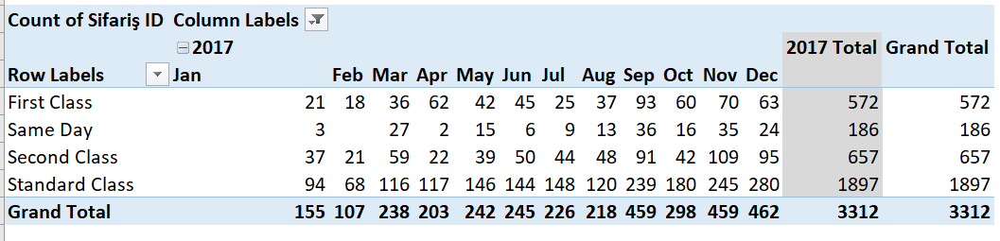 Count of Sifariş ID Column Labels
2017 2017 Total Grand Total
Row Labels Jan Feb Mar Apr May Jun Jul Aug Sep Oct Nov Dec
First Class 21 18 36 62 42 45 25 37 93 60 70 63 572 572
Same Day 3 27 2 15 6 9 13 36 16 35 24 186 186
Second Class 37 21 59 22 39 50 44 48 91 42 109 95 657 657
Standard Class 94 68 116 117 146 144 148 120 239 180 245 280 1897 1897
Grand Total 155 107 238 203 242 245 226 218 459 298 459 462 3312 3312